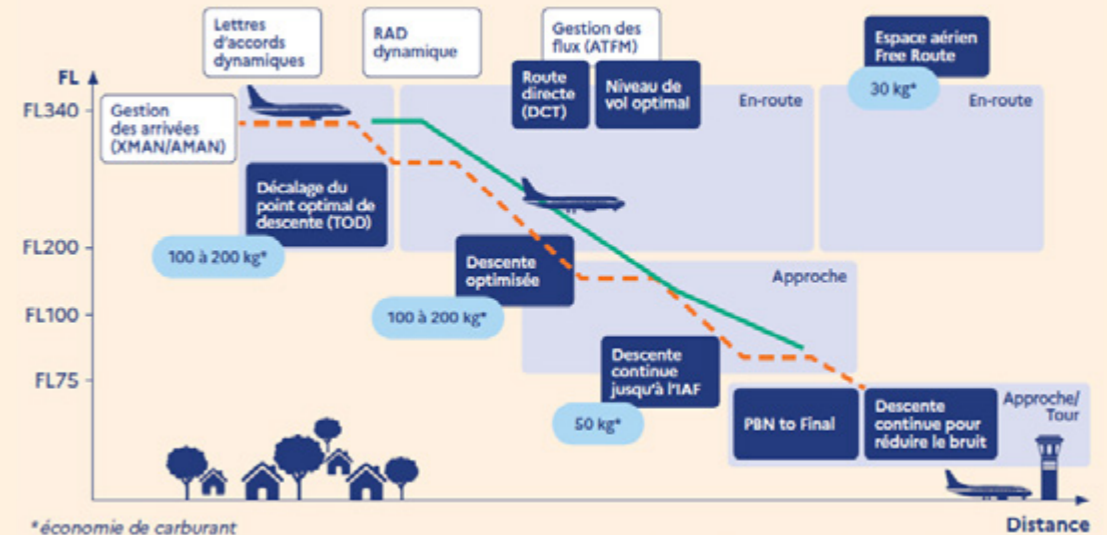 Lettres
d'accords
dynamiques
RAD
dynamique
Gestion des
flux (ATFM)
Espace aérien
Free Route
30 kg*
FL
FL340
FL200
FL100
FL75
Gestion
des arrivées
(XMAN/AMAN)
Route
directe
(DCT)
Niveau de
vol optimal
En-route
En-route
Décalage du
point optimal de
descente (TOD)
100 à 200 kg*
Descente
optimisée
100 à 200 kg*
Approche
Descente
continue
jusqu'à l'IAF
50 kg*
PBN to Final
Descente
continue pour
réduire le bruit
Approche/
Tour
Distance
*économie de carburant